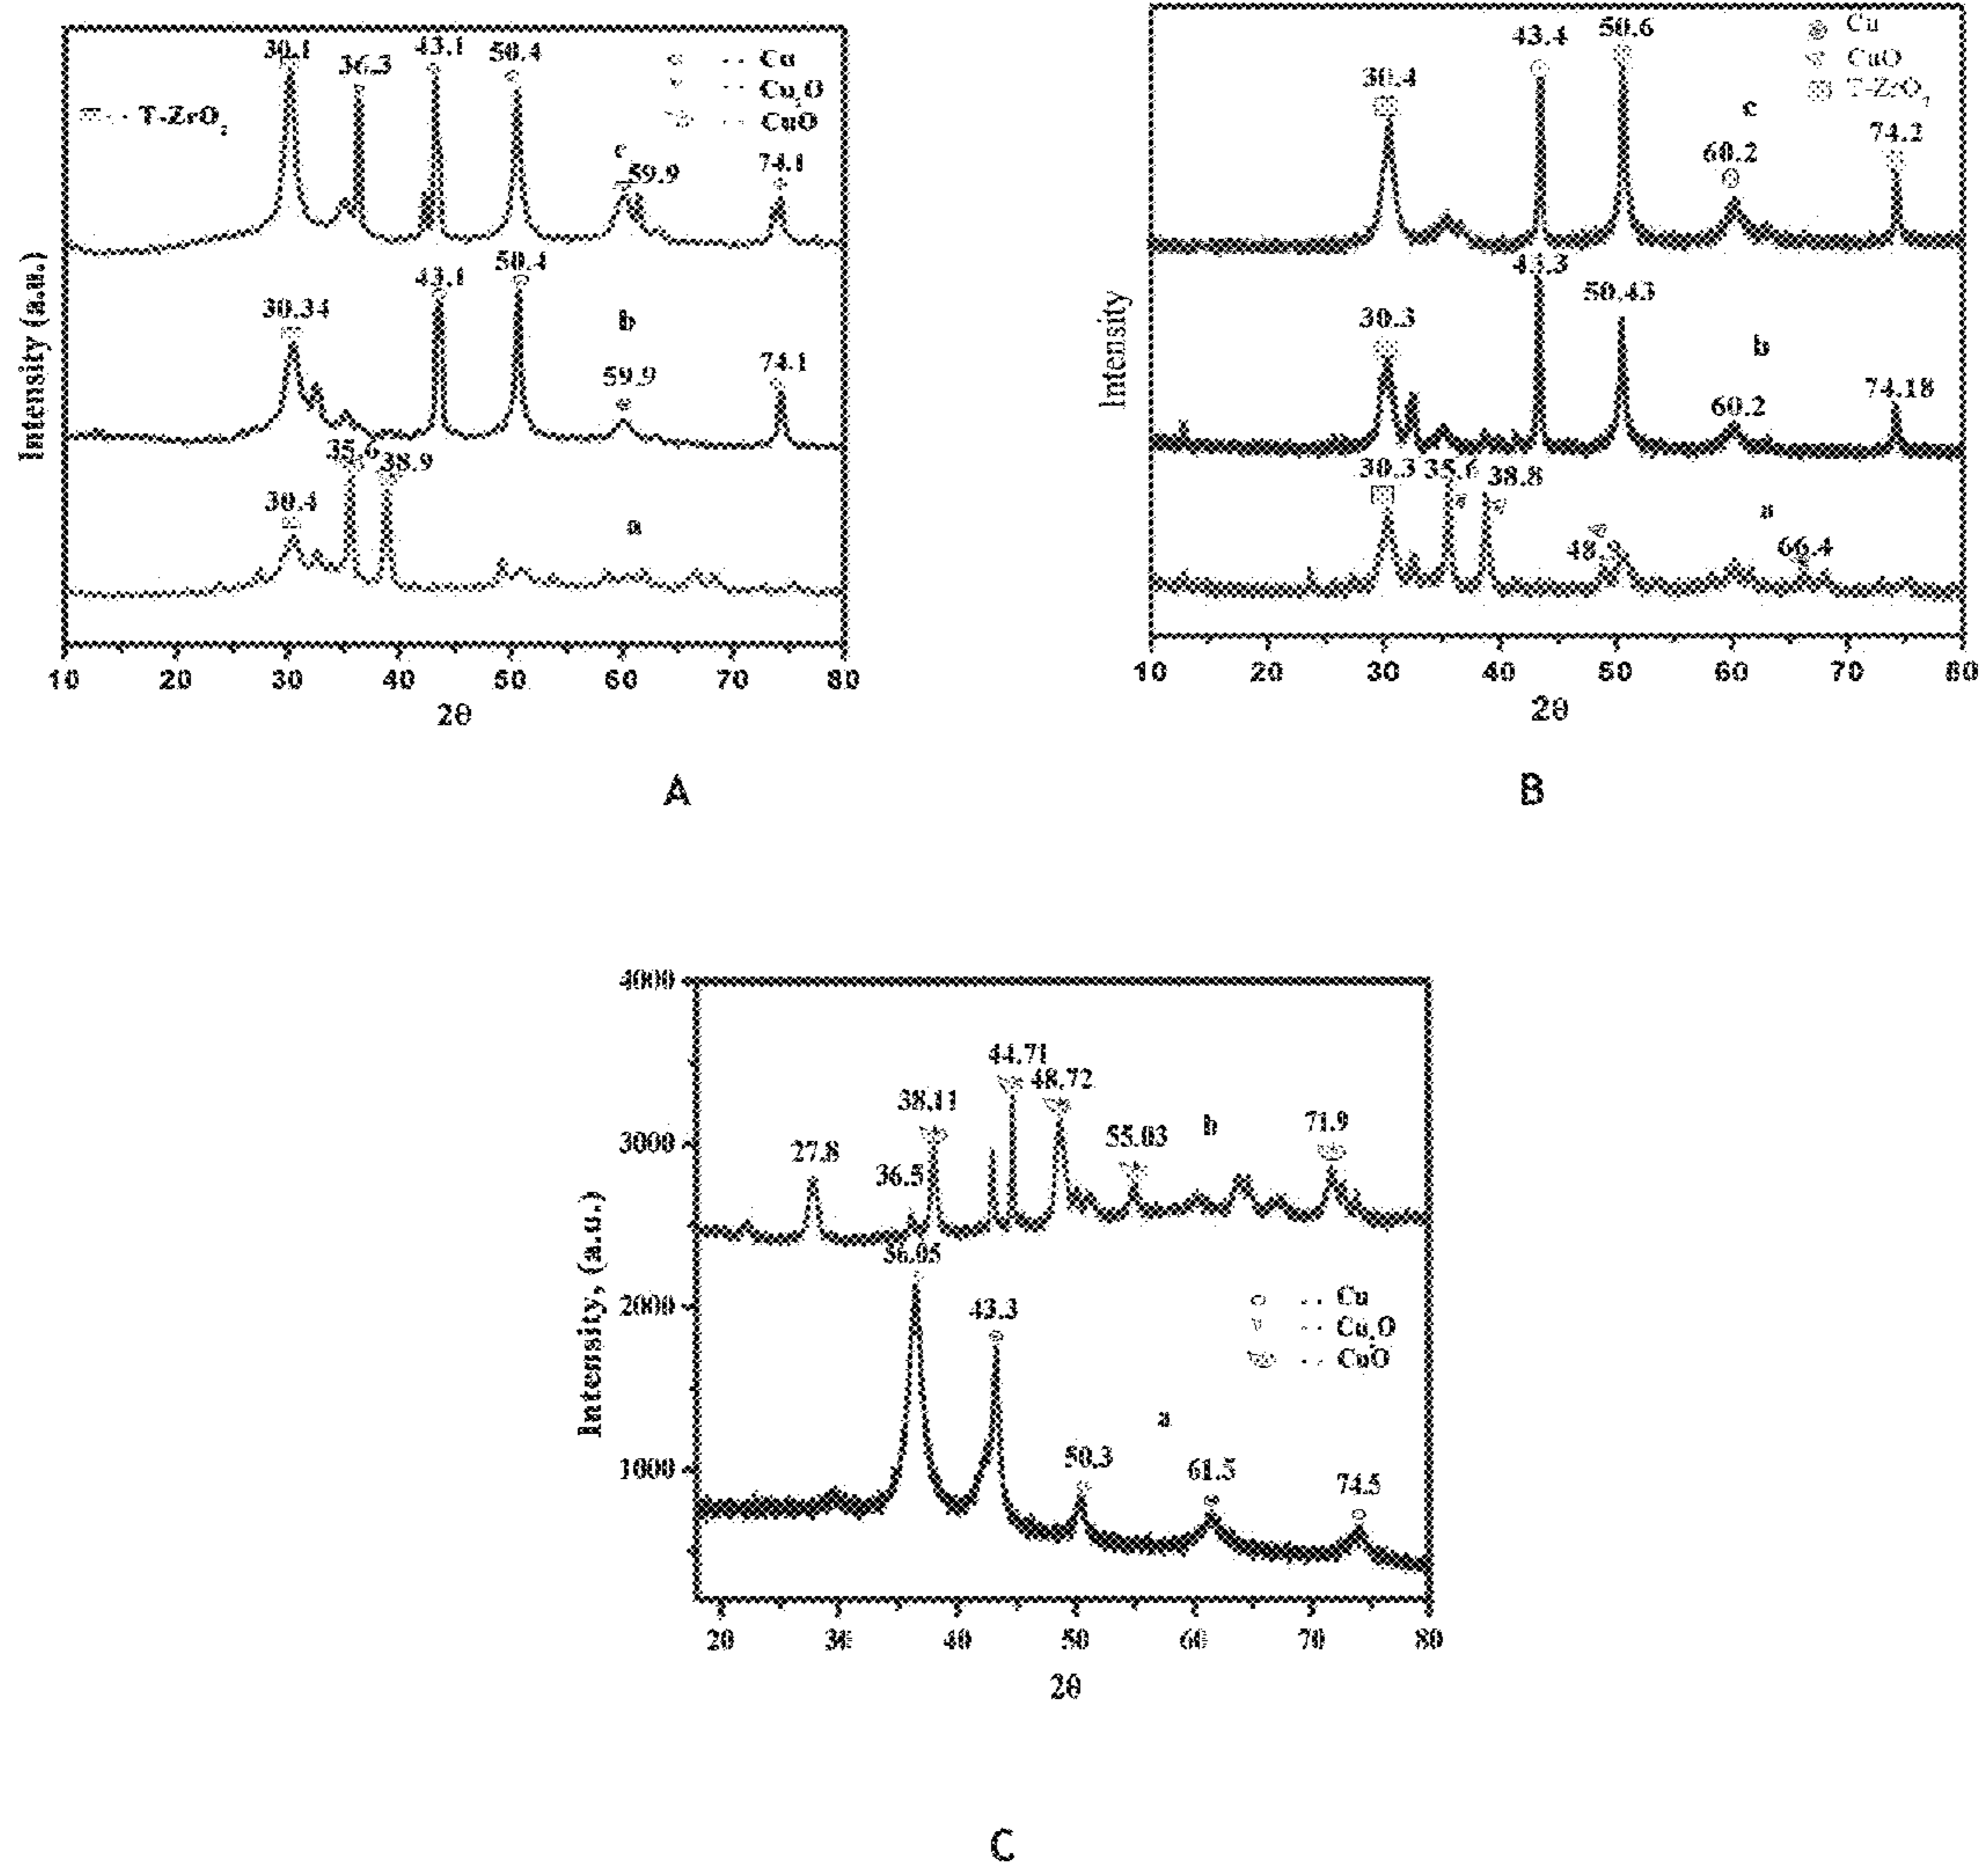 30.1
36.3
43.1
50.4
Cu
Cu2O
CuO
T-ZrO2
c
59.9
74.1
30.34
43.1
50.4
b
59.9
74.1
30.4
35.6
38.9
a
Intensity (a.u.)
10 20 30 40 50 60 70 80
2θ
A
30.4
43.4
50.6
Cu
CuO
T-ZrO2
c
60.2
74.2
30.3
43.3
50.43
b
60.2
74.18
30.3
35.6
38.8
a
66.4
Intensity
10 20 30 40 50 60 70 80
2θ
B
4000
3000
2000
1000
27.8
36.5
38.11
44.71
48.72
55.03
b
71.9
36.05
43.3
Cu
Cu2O
CuO
a
50.3
61.5
74.5
Intensity, (a.u.)
20 30 40 50 60 70 80
2θ
C